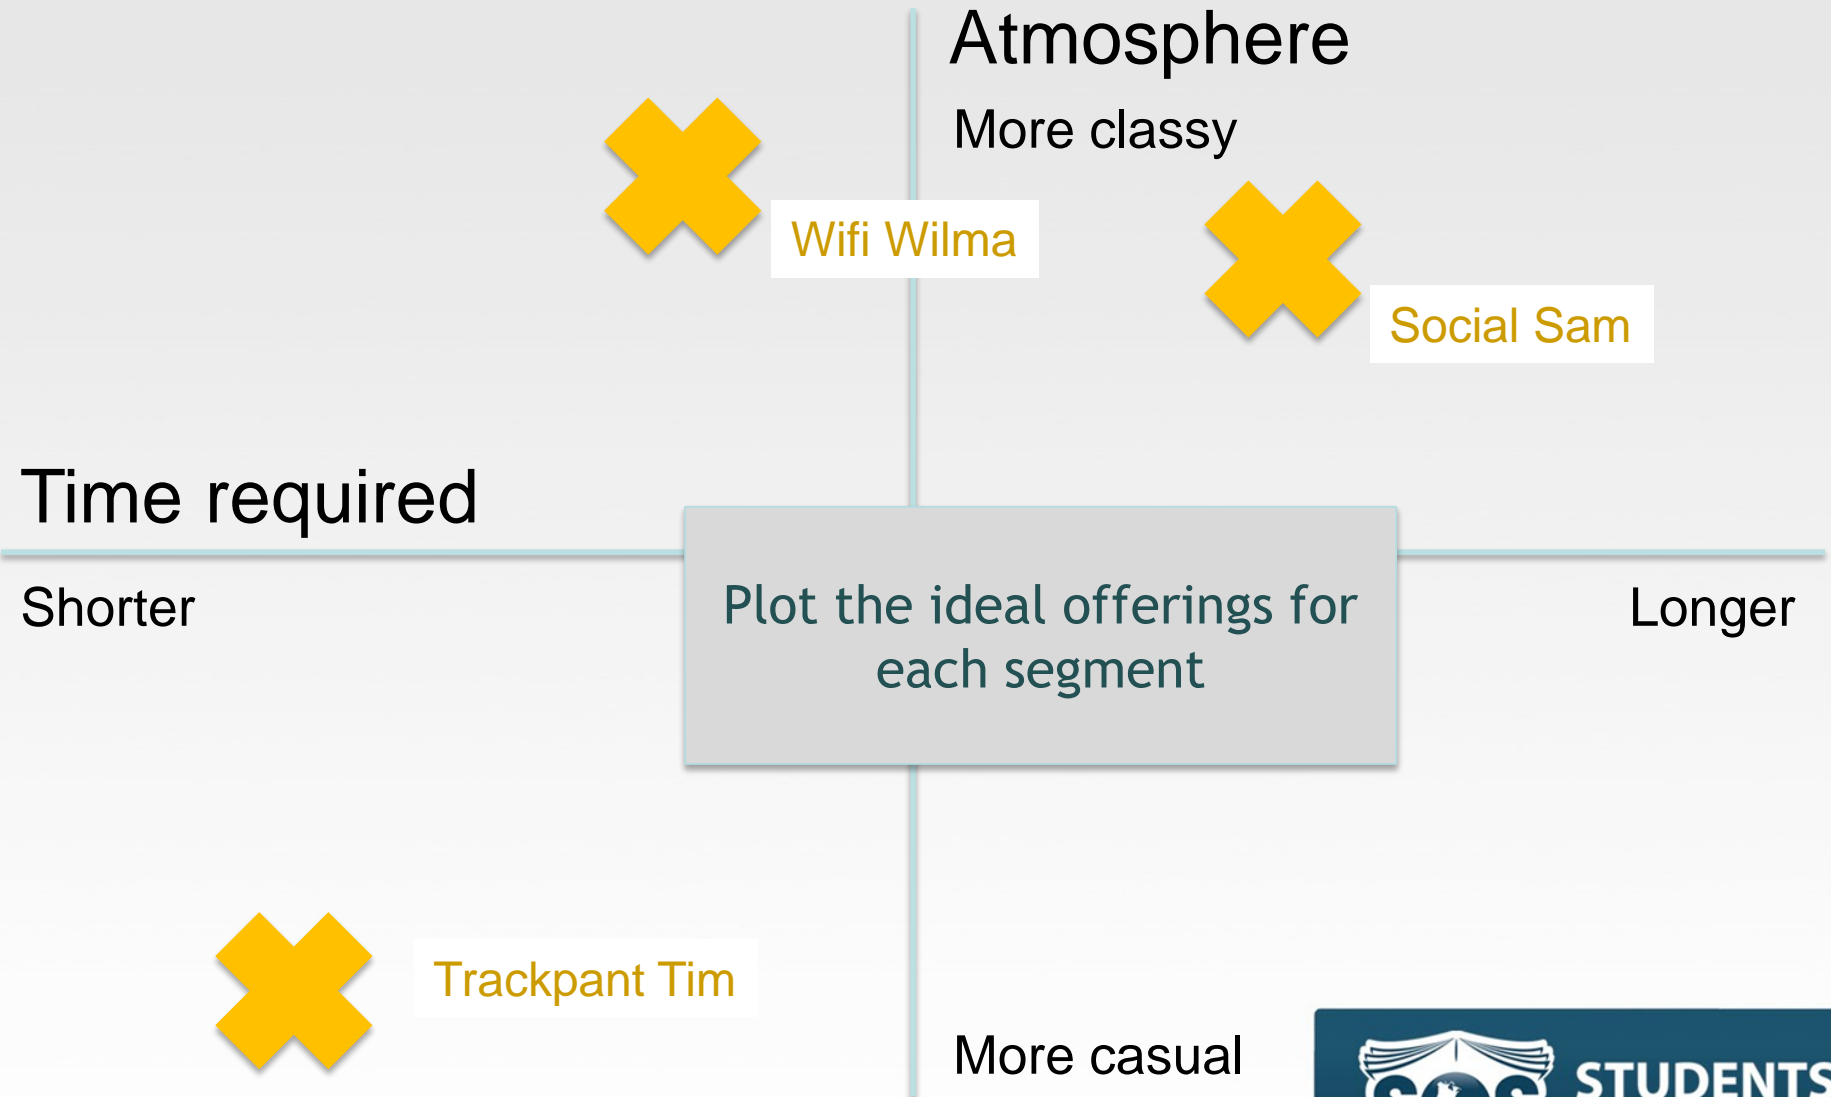 Atmosphere
More classy
Wifi Wilma
Social Sam
Time required
Shorter
Plot the ideal offerings for
each segment
Longer
Trackpant Tim
More casual
STUDENTS